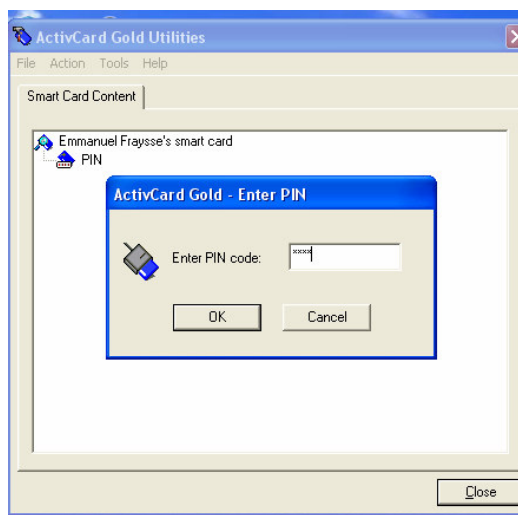 ActivCard Gold Utilities
File Action Tools Help
Smart Card Content
Emmanuel Fraysse's smart card
PIN
ActivCard Gold - Enter PIN
Enter PIN code: ****
OK Cancel
Close